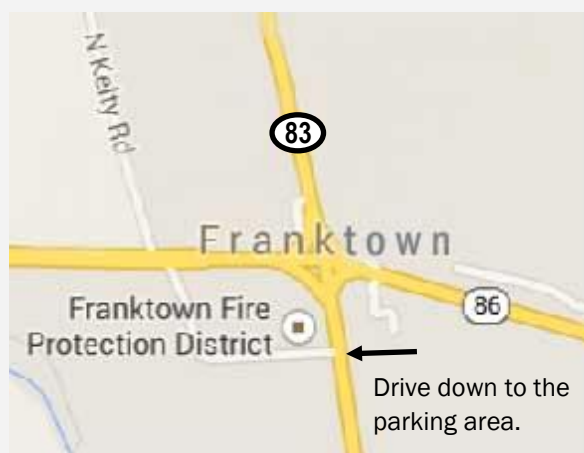 N Kelty Rd
83
Franktown
86
Franktown Fire
Protection District
Drive down to the
parking area.